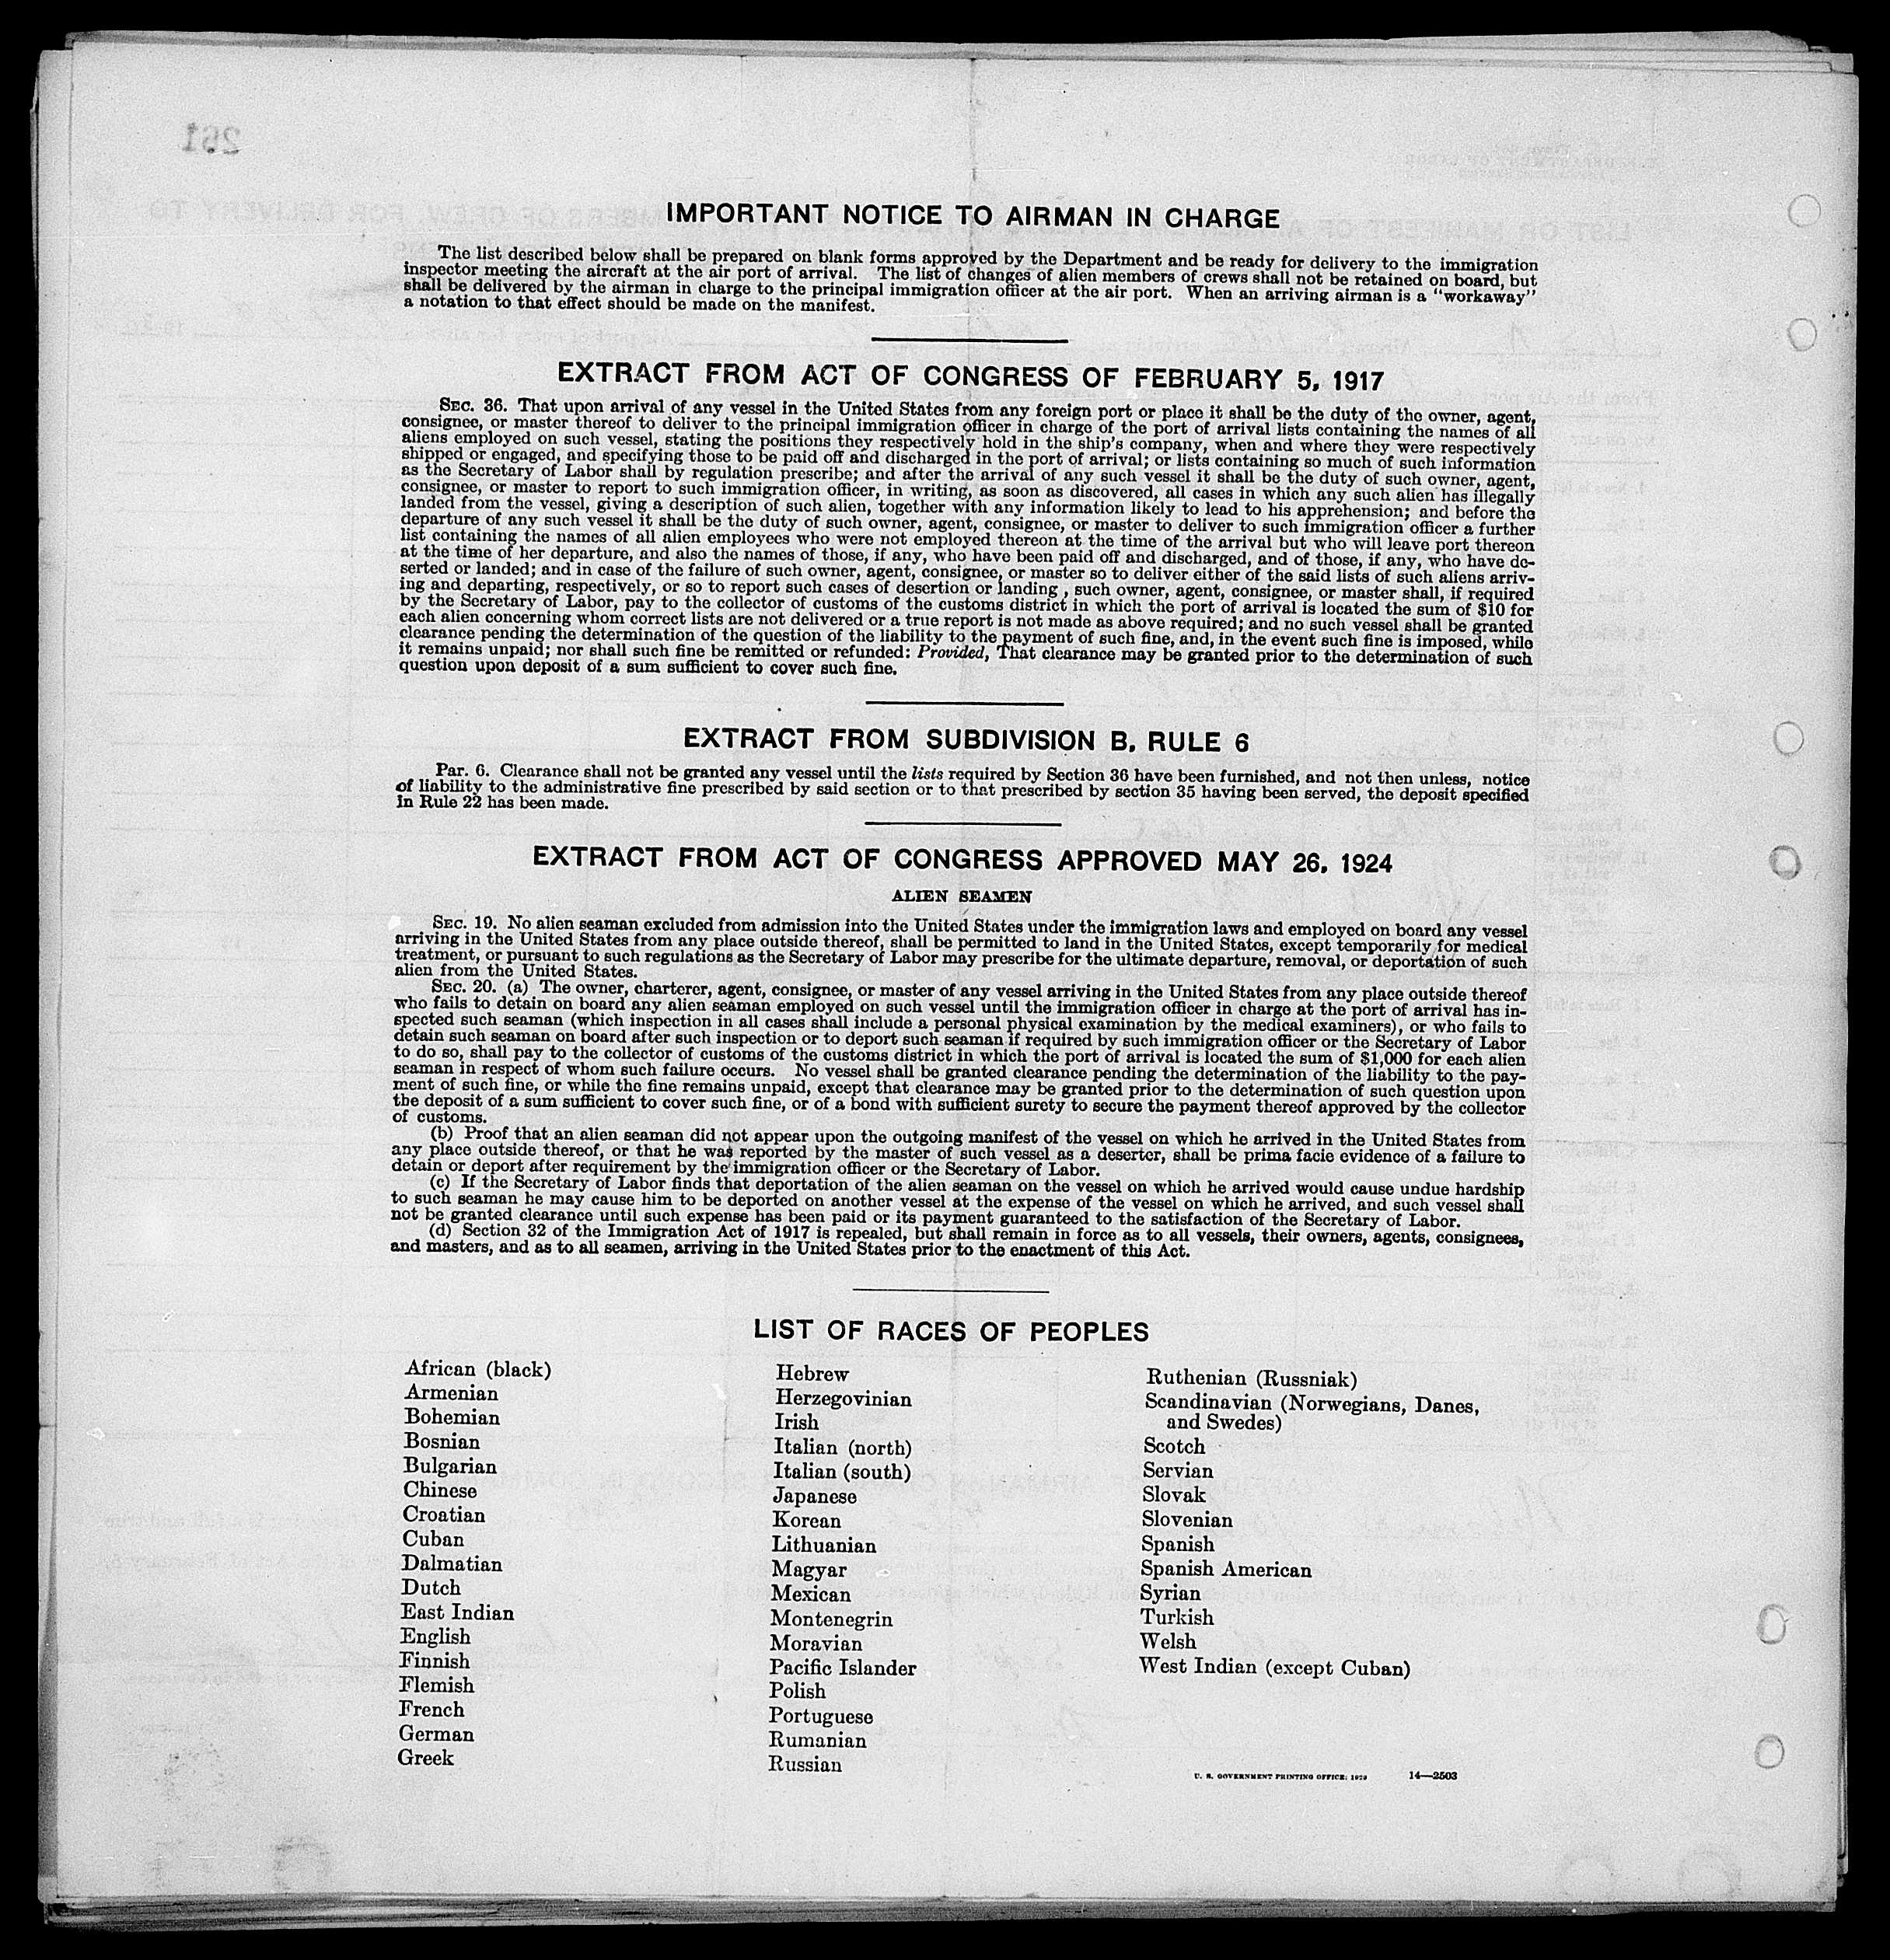 261
IMPORTANT NOTICE TO AIRMAN IN CHARGE
The list described below shall be prepared on blank forms approved by the Department and be ready for delivery to the immigration
inspector meeting the aircraft at the air port of arrival. The list of changes of alien members of crews shall not be retained on board, but
shall be delivered by the airman in charge to the principal immigration officer at the air port. When an arriving airman is a "workaway"
a notation to that effect should be made on the manifest.
EXTRACT FROM ACT OF CONGRESS OF FEBRUARY 5, 1917
SEC. 36. That upon arrival of any vessel in the United States from any foreign port or place it shall be the duty of the owner, agent,
consignee, or master thereof to deliver to the principal immigration officer in charge of the port of arrival lists containing the names of all
aliens employed on such vessel, stating the positions they respectively hold in the ship's company, when and where they were respectively
shipped or engaged, and specifying those to be paid off and discharged in the port of arrival; or lists containing so much of such information
as the Secretary of Labor shall by regulation prescribe; and after the arrival of any such vessel it shall be the duty of such owner, agent,
consignee, or master to report to such immigration officer, in writing, as soon as discovered, all cases in which any such alien has illegally
landed from the vessel, giving a description of such alien, together with any information likely to lead to his apprehension; and before the
departure of any such vessel it shall be the duty of such owner, agent, consignee, or master to deliver to such immigration officer a further
list containing the names of all alien employees who were not employed thereon at the time of the arrival but who will leave port thereon
at the time of her departure, and also the names of those, if any, who have been paid off and discharged, and of those, if any, who have de-
serted or landed; and in case of the failure of such owner, agent, consignee, or master so to deliver either of the said lists of such aliens arriv-
ing and departing, respectively, or so to report such cases of desertion or landing , such owner, agent, consignee, or master shall, if required
by the Secretary of Labor, pay to the collector of customs of the customs district in which the port of arrival is located the sum of $10 for
each alien concerning whom correct lists are not delivered or a true report is not made as above required; and no such vessel shall be granted
clearance pending the determination of the question of the liability to the payment of such fine, and, in the event such fine is imposed, while
it remains unpaid; nor shall such fine be remitted or refunded: Provided, That clearance may be granted prior to the determination of such
question upon deposit of a sum sufficient to cover such fine.
EXTRACT FROM SUBDIVISION B, RULE 6
Par. 6. Clearance shall not be granted any vessel until the lists required by Section 36 have been furnished, and not then unless, notice
of liability to the administrative fine prescribed by said section or to that prescribed by section 35 having been served, the deposit specified
in Rule 22 has been made.
EXTRACT FROM ACT OF CONGRESS APPROVED MAY 26, 1924
ALIEN SEAMEN
SEC. 19. No alien seaman excluded from admission into the United States under the immigration laws and employed on board any vessel
arriving in the United States from any place outside thereof, shall be permitted to land in the United States, except temporarily for medical
treatment, or pursuant to such regulations as the Secretary of Labor may prescribe for the ultimate departure, removal, or deportation of such
alien from the United States.
SEC. 20. (a) The owner, charterer, agent, consignee, or master of any vessel arriving in the United States from any place outside thereof
who fails to detain on board any alien seaman employed on such vessel until the immigration officer in charge at the port of arrival has in-
spected such seaman (which inspection in all cases shall include a personal physical examination by the medical examiners), or who fails to
detain such seaman on board after such inspection or to deport such seaman if required by such immigration officer or the Secretary of Labor
to do so, shall pay to the collector of customs of the customs district in which the port of arrival is located the sum of $1,000 for each alien
seaman in respect of whom such failure occurs. No vessel shall be granted clearance pending the determination of the liability to the pay-
ment of such fine, or while the fine remains unpaid, except that clearance may be granted prior to the determination of such question upon
the deposit of a sum sufficient to cover such fine, or of a bond with sufficient surety to secure the payment thereof approved by the collector
of customs.
(b) Proof that an alien seaman did not appear upon the outgoing manifest of the vessel on which he arrived in the United States from
any place outside thereof, or that he was reported by the master of such vessel as a deserter, shall be prima facie evidence of a failure to
detain or deport after requirement by the immigration officer or the Secretary of Labor.
(c) If the Secretary of Labor finds that deportation of the alien seaman on the vessel on which he arrived would cause undue hardship
to such seaman he may cause him to be deported on another vessel at the expense of the vessel on which he arrived, and such vessel shall
not be granted clearance until such expense has been paid or its payment guaranteed to the satisfaction of the Secretary of Labor.
(d) Section 32 of the Immigration Act of 1917 is repealed, but shall remain in force as to all vessels, their owners, agents, consignees,
and masters, and as to all seamen, arriving in the United States prior to the enactment of this Act.
LIST OF RACES OF PEOPLES
African (black)
Armenian
Bohemian
Bosnian
Bulgarian
Chinese
Croatian
Cuban
Dalmatian
Dutch
East Indian
English
Finnish
Flemish
French
German
Greek
Hebrew
Herzegovinian
Irish
Italian (north)
Italian (south)
Japanese
Korean
Lithuanian
Magyar
Mexican
Montenegrin
Moravian
Pacific Islander
Polish
Portuguese
Rumanian
Russian
Ruthenian (Russniak)
Scandinavian (Norwegians, Danes,
and Swedes)
Scotch
Servian
Slovak
Slovenian
Spanish
Spanish American
Syrian
Turkish
Welsh
West Indian (except Cuban)
U. S. GOVERNMENT PRINTING OFFICE: 1929 14—2503